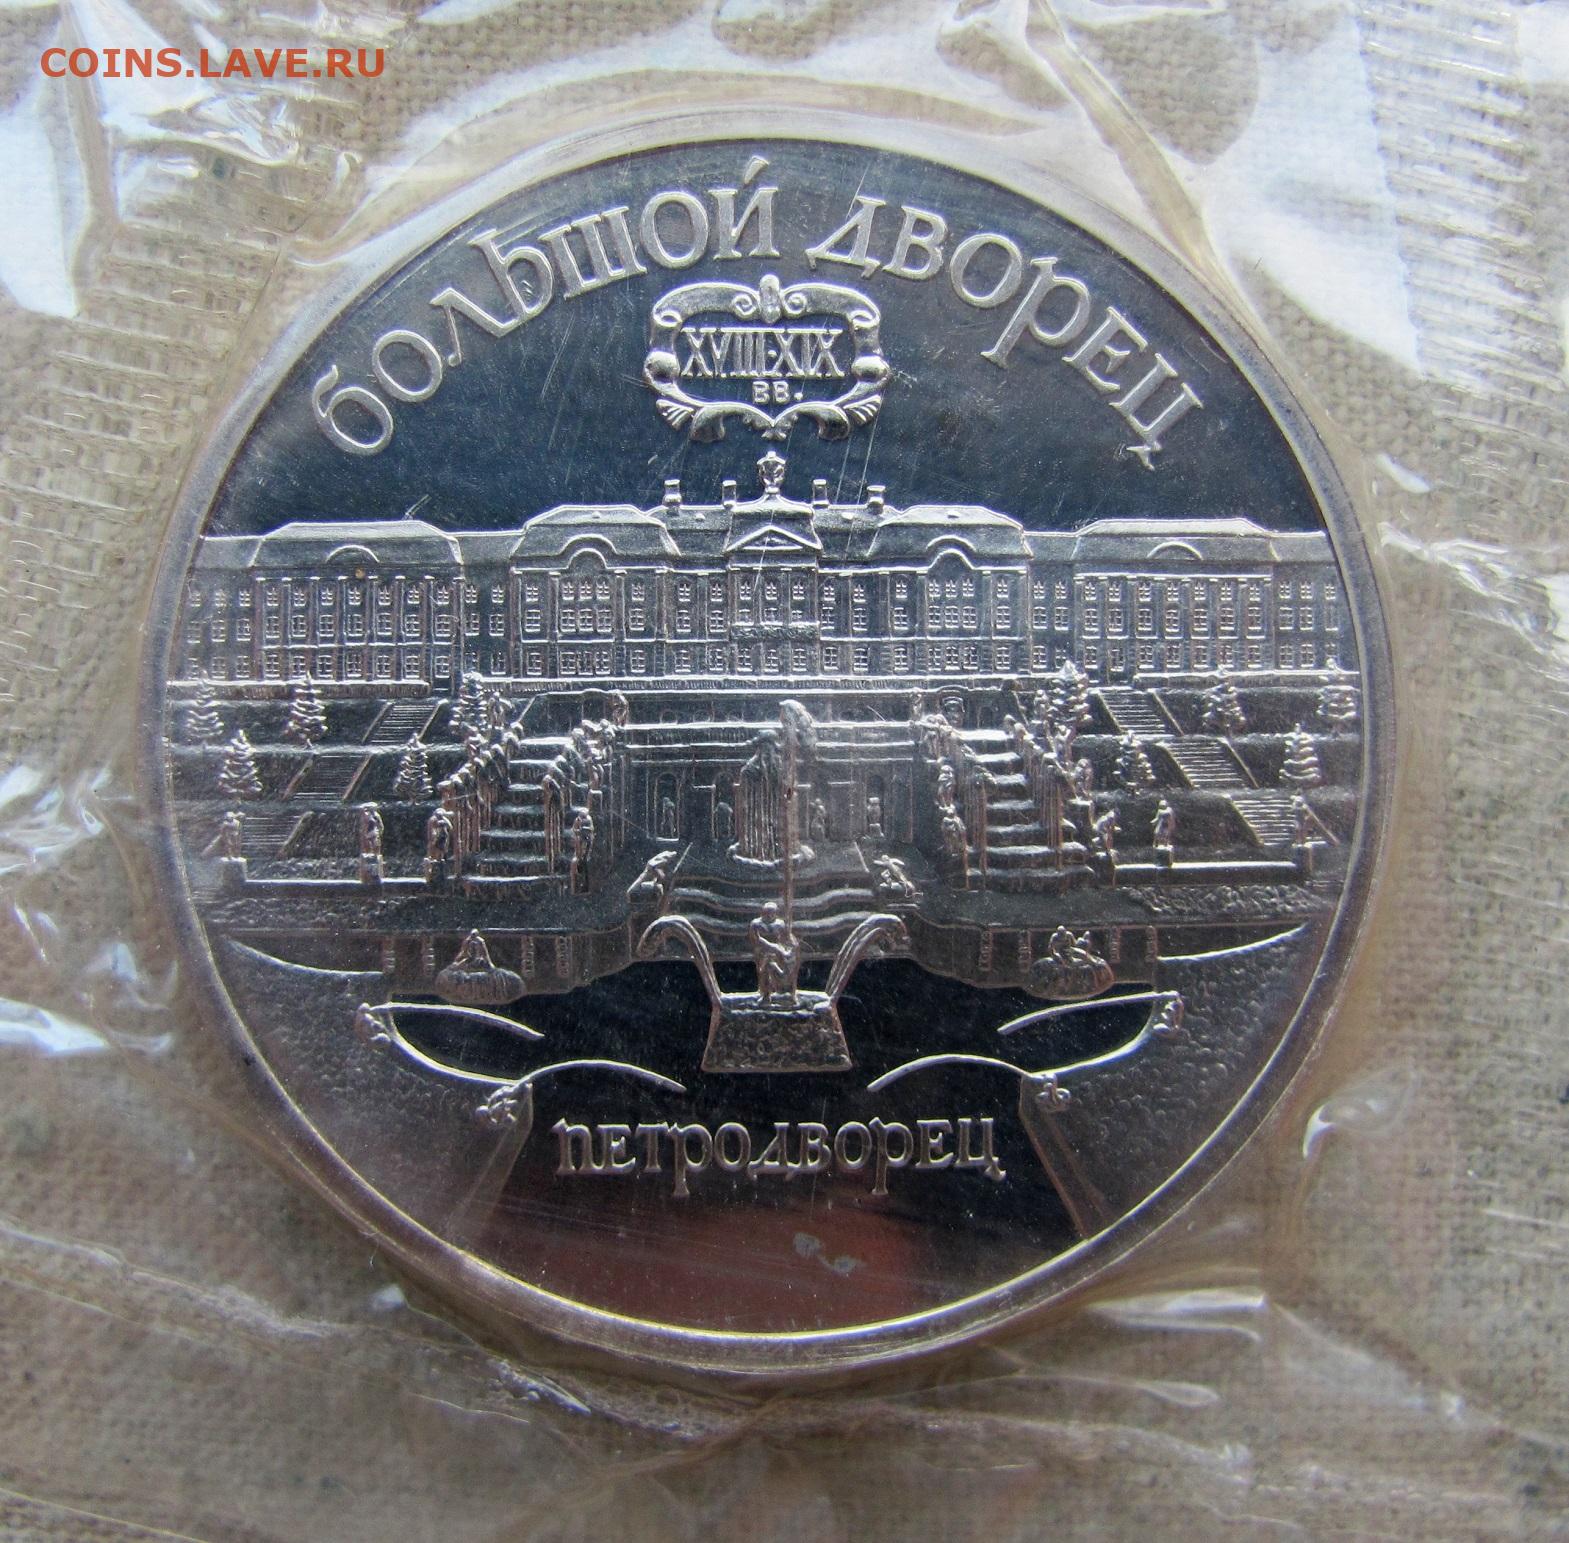 COINS.LAVE.RU
БОЛЬШОЙ ДВОРЕЦ
XVIII-XIX
ВВ.
ПЕТРОДВОРЕЦ